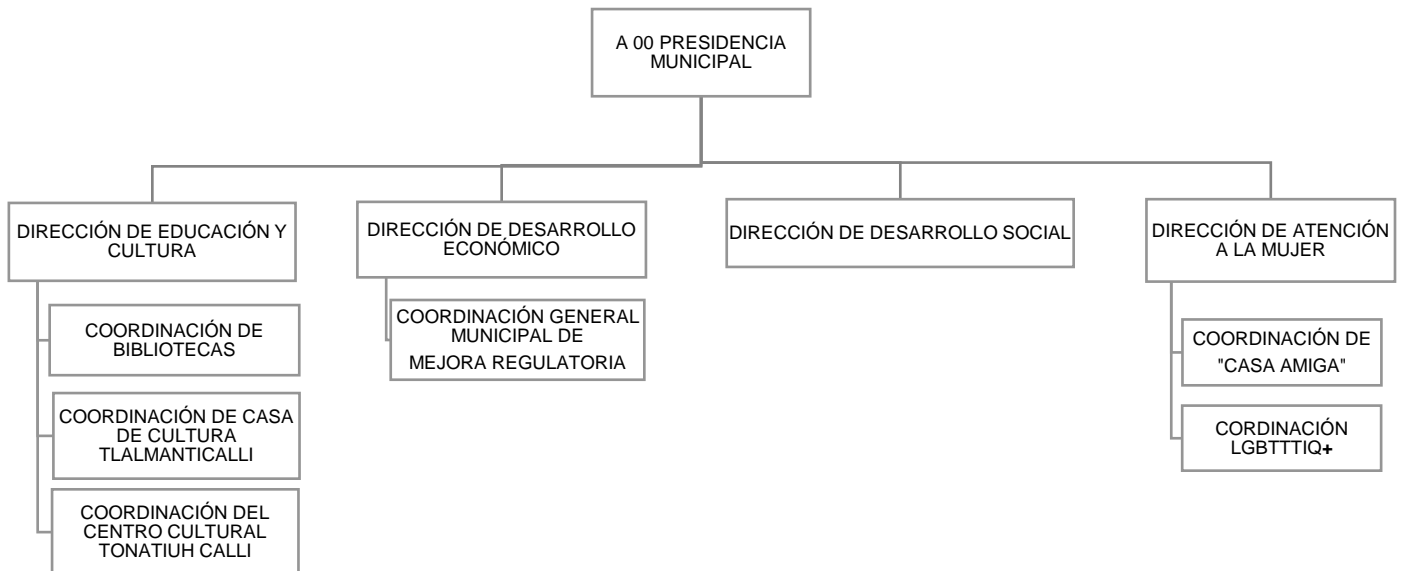 A 00 PRESIDENCIA
MUNICIPAL
DIRECCIÓN DE EDUCACIÓN Y
CULTURA
COORDINACIÓN DE
BIBLIOTECAS
COORDINACIÓN DE CASA
DE CULTURA
TLALMANTICALLI
COORDINACIÓN DEL
CENTRO CULTURAL
TONATIUH CALLI
DIRECCIÓN DE DESARROLLO
ECONÓMICO
COORDINACIÓN GENERAL
MUNICIPAL DE
MEJORA REGULATORIA
DIRECCIÓN DE DESARROLLO SOCIAL
DIRECCIÓN DE ATENCIÓN
A LA MUJER
COORDINACIÓN DE
"CASA AMIGA"
CORDINACIÓN
LGBTTTIQ+